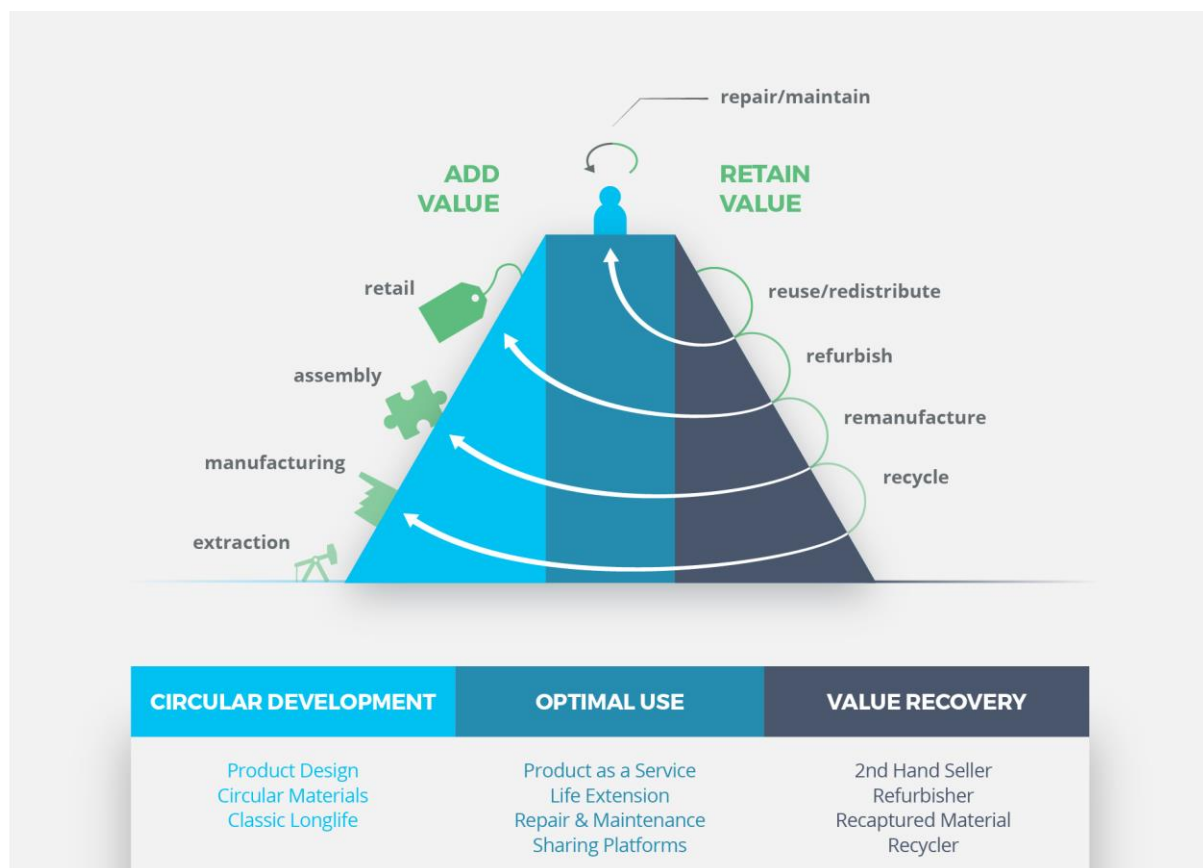 repair/maintain
ADD
VALUE
RETAIN
VALUE
retail
reuse/redistribute
refurbish
assembly
remanufacture
manufacturing
recycle
extraction
CIRCULAR DEVELOPMENT
OPTIMAL USE
VALUE RECOVERY
Product Design
Circular Materials
Classic Longlife
Product as a Service
Life Extension
Repair & Maintenance
Sharing Platforms
2nd Hand Seller
Refurbisher
Recaptured Material
Recycler